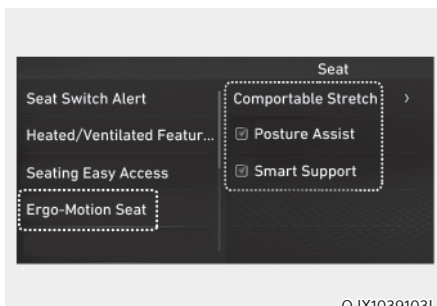 Seat
Seat Switch Alert
Heated/Ventilated Featur...
Seating Easy Access
Ergo-Motion Seat
Comportable Stretch >
Posture Assist
Smart Support